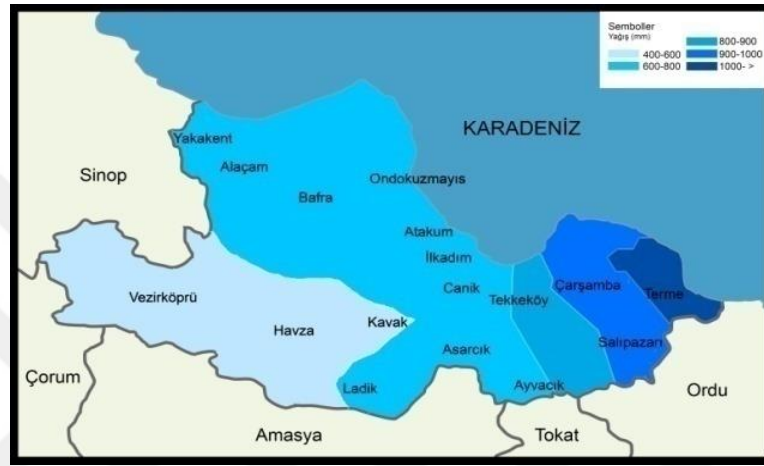 Semboller
Yağış (mm)
400-600
600-800
800-900
900-1000
1000- >
KARADENİZ
Sinop
Yakakent
Alaçam
Bafra
Ondokuzmayıs
Atakum
İlkadım
Canik
Tekkeköy
Çarşamba
Terme
Vezirköprü
Havza
Kavak
Asarcık
Salıpazarı
Ladik
Ayvacık
Çorum
Amasya
Tokat
Ordu